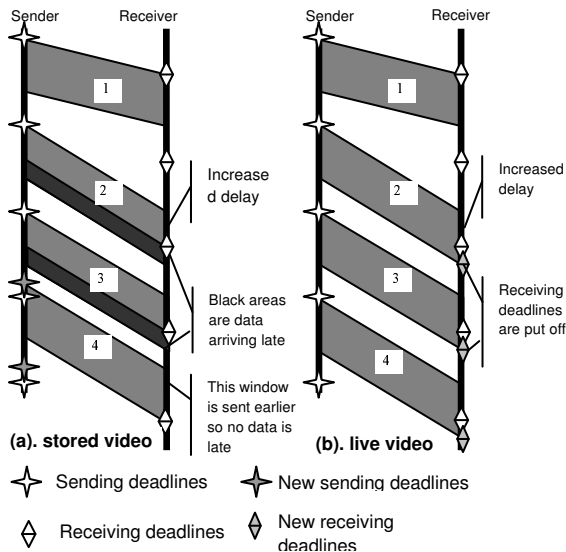 Sender
Receiver
1
2
3
4
Increase
d delay
Black areas
are data
arriving late
This window
is sent earlier
so no data is
late
(a). stored video
Sender
Receiver
1
2
3
4
Increased
delay
Receiving
deadlines
are put off
(b). live video
Sending deadlines
New sending deadlines
Receiving deadlines
New receiving
deadlines